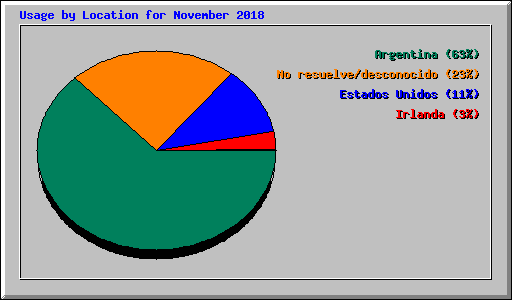 Usage by Location for November 2018
Argentina (63%)
No resuelve/desconocido (23%)
Estados Unidos (11%)
Irlanda (3%)